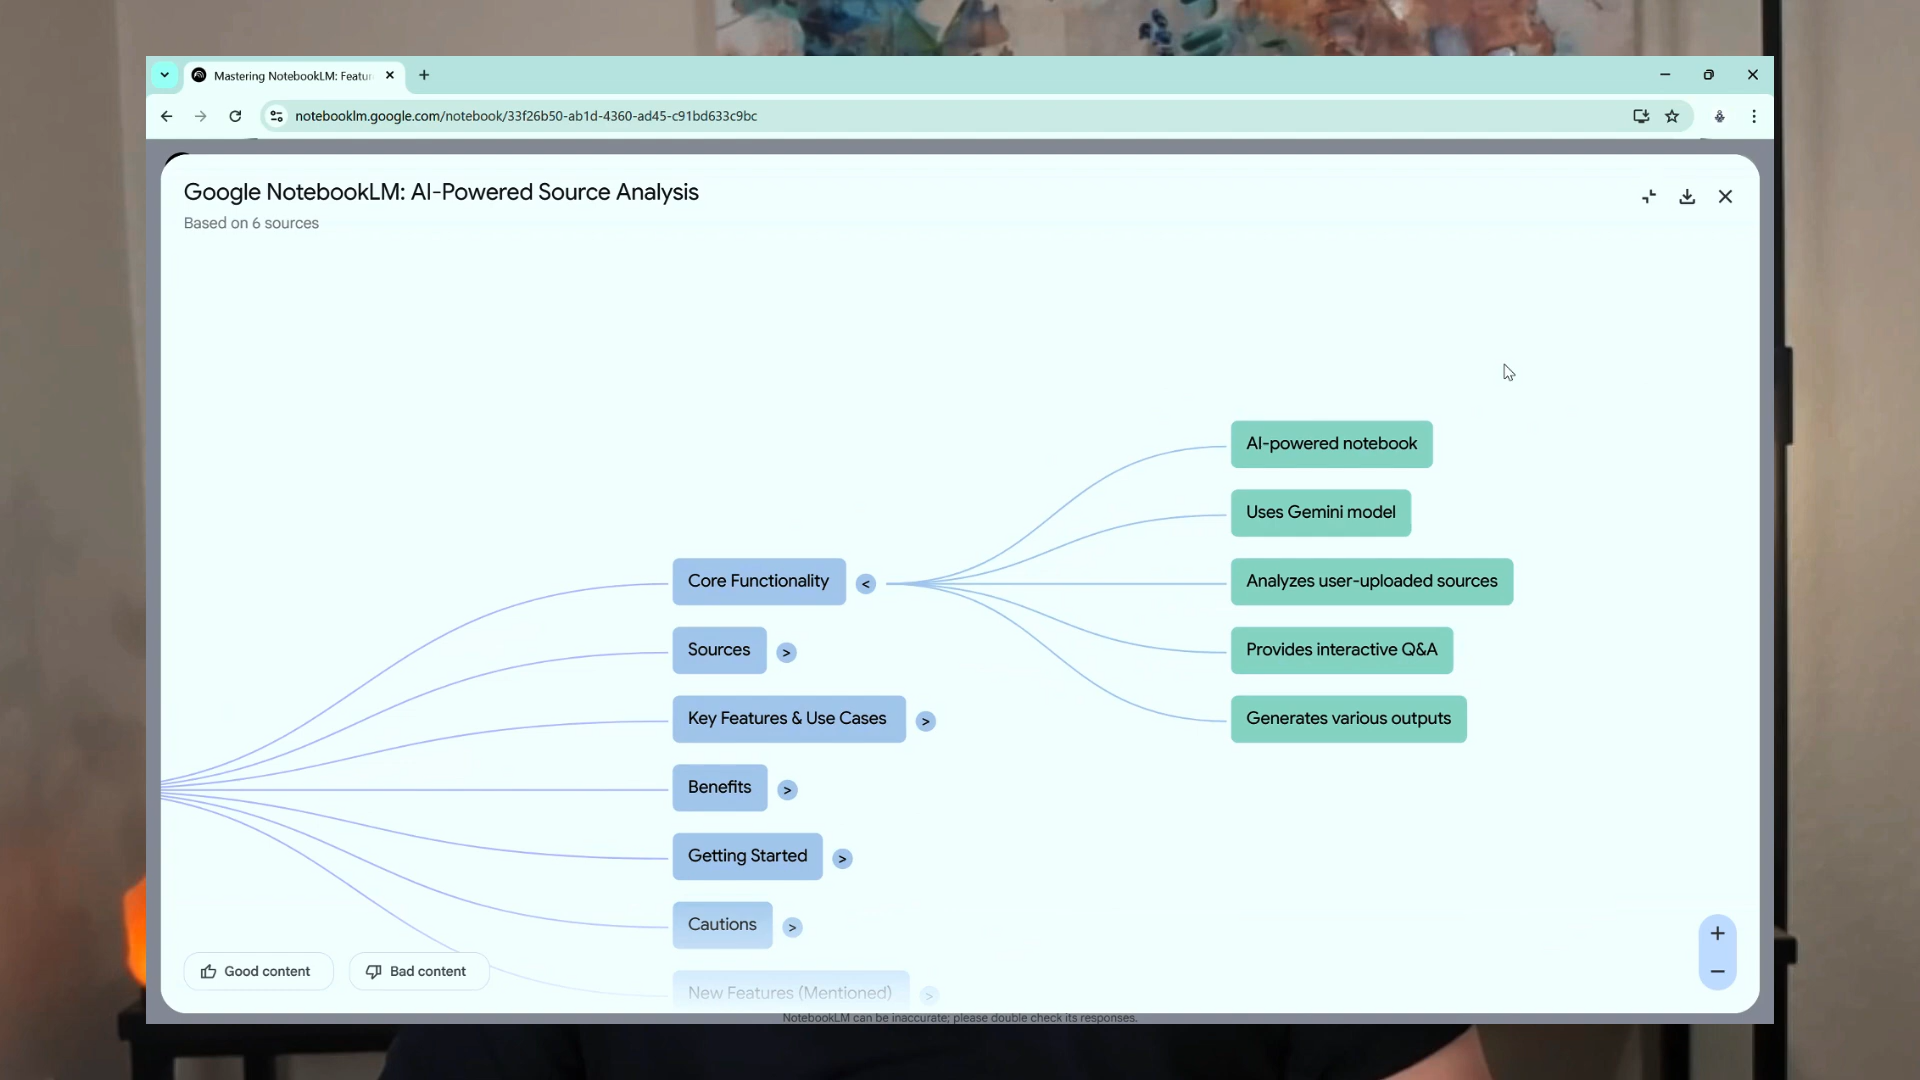 Mastering NotebookLM: Featur
notebooklm.google.com/notebook/33f26b50-ab1d-4360-ad45-c91bd633c9bc
Google NotebookLM: AI-Powered Source Analysis
Based on 6 sources
AI-powered notebook
Uses Gemini model
Core Functionality <
Analyzes user-uploaded sources
Sources >
Provides interactive Q&A
Key Features & Use Cases >
Generates various outputs
Benefits >
Getting Started >
Cautions >
New Features (Mentioned) >
Good content
Bad content
NotebookLM can be inaccurate; please double check its responses.